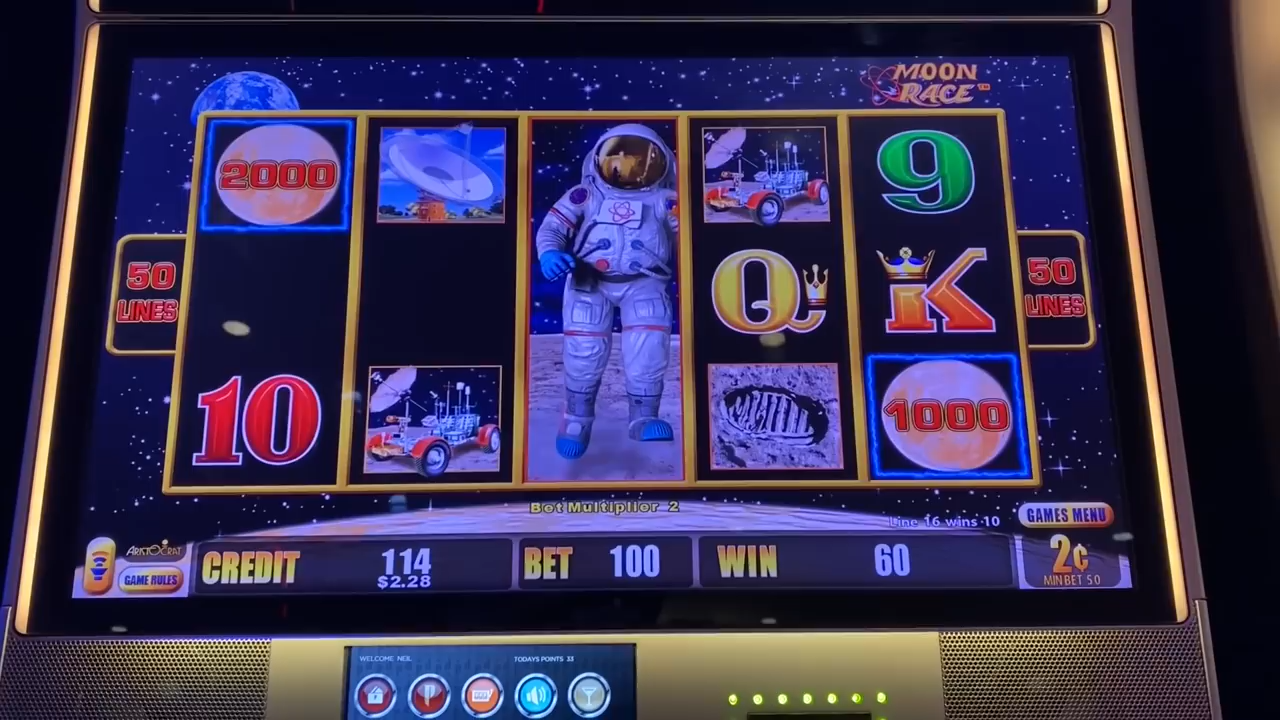 MOON
RACE™
2000
9
50
LINES
Q
K
50
LINES
10
1000
Bet Multiplier 2
Line 16 wins 10
GAMES MENU
ARISTOCRAT
GAME RULES
CREDIT
114
$2.28
BET 100
WIN 60
2¢
MIN BET 50
WELCOME NEIL
TODAYS POINTS 33